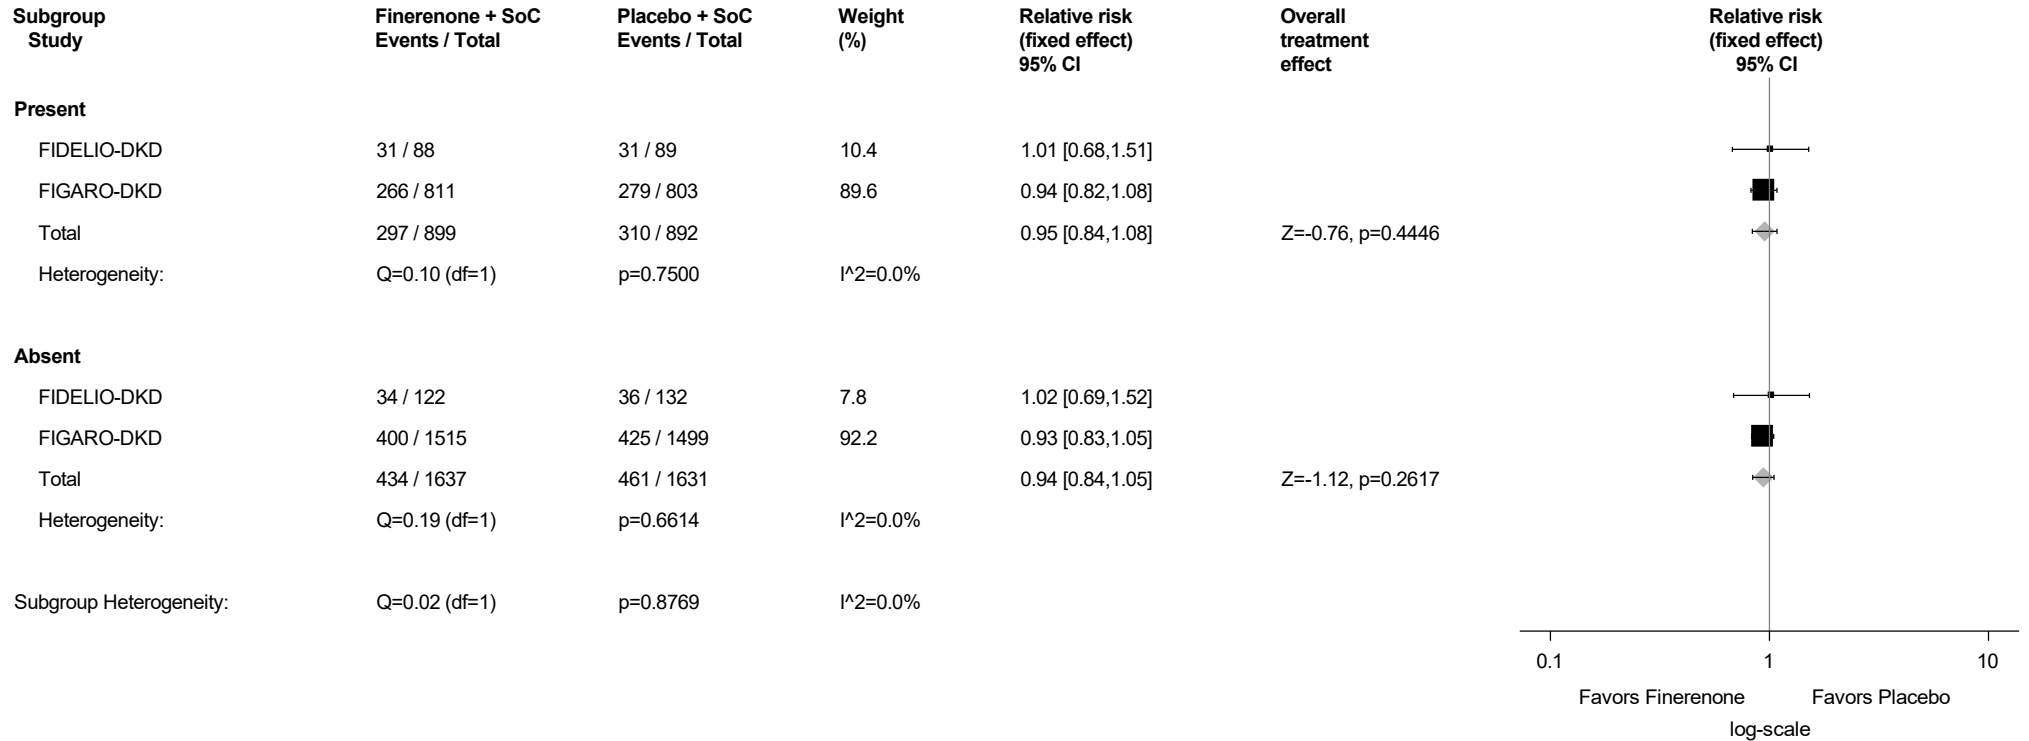 Subgroup Finerenone + SoC Placebo + SoC Weight Relative risk Overall Relative risk
Study Events / Total Events / Total (%) (fixed effect) treatment (fixed effect)
95% CI effect 95% CI
Present
FIDELIO-DKD 31 / 88 31 / 89 10.4 1.01 [0.68,1.51]
FIGARO-DKD 266 / 811 279 / 803 89.6 0.94 [0.82,1.08]
Total 297 / 899 310 / 892 0.95 [0.84,1.08] Z=-0.76, p=0.4446
Heterogeneity: Q=0.10 (df=1) p=0.7500 I^2=0.0%
Absent
FIDELIO-DKD 34 / 122 36 / 132 7.8 1.02 [0.69,1.52]
FIGARO-DKD 400 / 1515 425 / 1499 92.2 0.93 [0.83,1.05]
Total 434 / 1637 461 / 1631 0.94 [0.84,1.05] Z=-1.12, p=0.2617
Heterogeneity: Q=0.19 (df=1) p=0.6614 I^2=0.0%
Subgroup Heterogeneity: Q=0.02 (df=1) p=0.8769 I^2=0.0%
0.1 1 10
Favors Finerenone Favors Placebo
log-scale